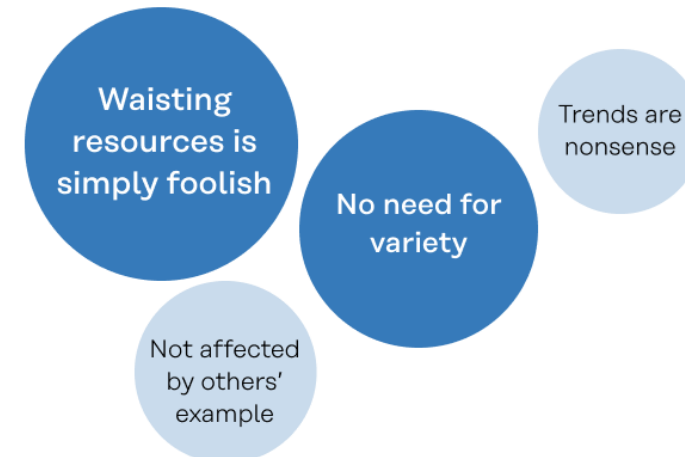 Waisting
resources is
simply foolish
No need for
variety
Trends are
nonsense
Not affected
by others’
example